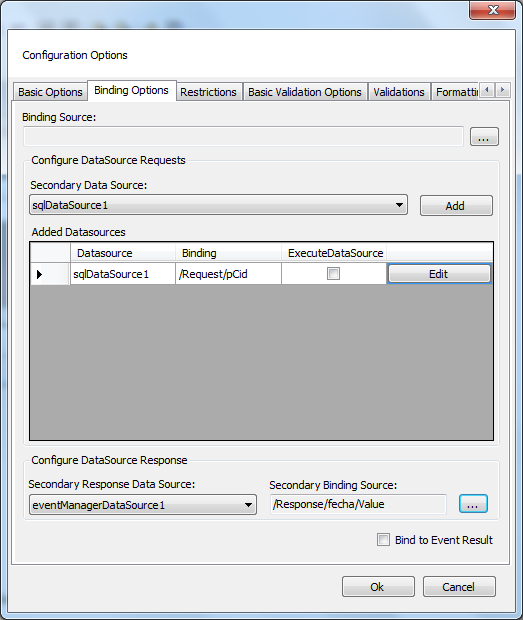 Configuration Options
Basic Options Binding Options Restrictions Basic Validation Options Validations Formattin
Binding Source:
...
Configure DataSource Requests
Secondary Data Source:
sqlDataSource1 Add
Added Datasources
Datasource Binding ExecuteDataSource
sqlDataSource1 /Request/pCid Edit
Configure DataSource Response
Secondary Response Data Source: Secondary Binding Source:
eventManagerDataSource1 /Response/fecha/Value ...
Bind to Event Result
Ok Cancel